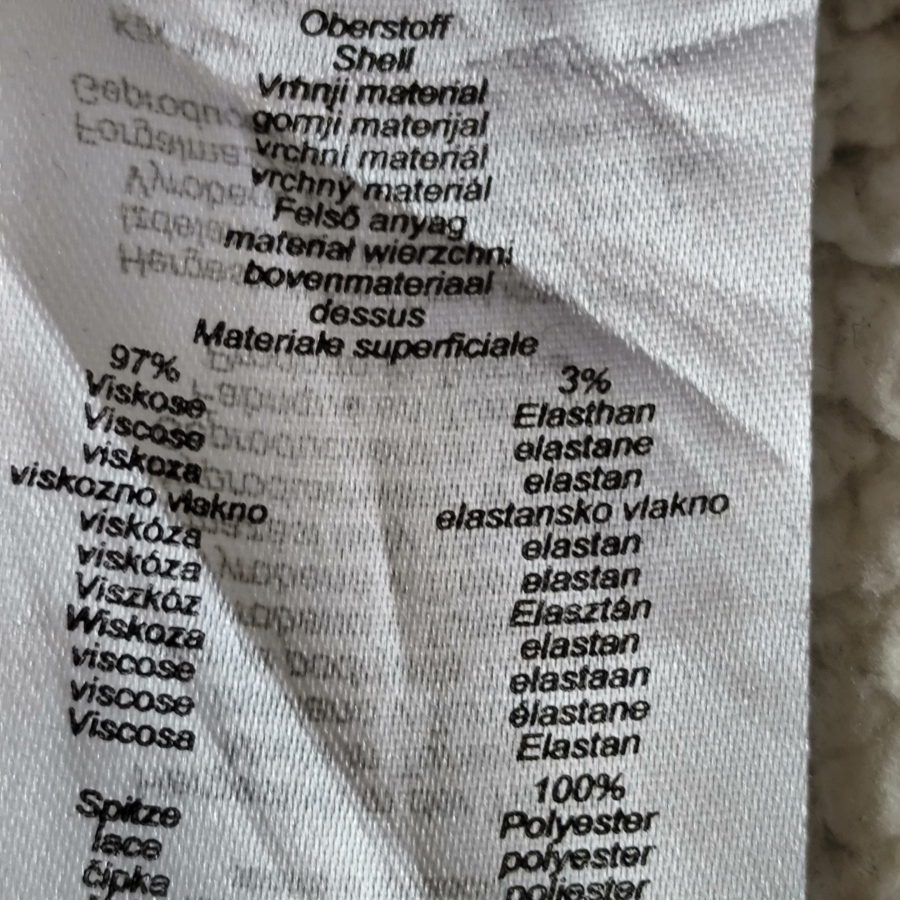 Oberstoff
Shell
Vrhnji material
gornji materijal
vrchní materiál
vrchný materiál
Felső anyag
materiał wierzchni
bovenmateriaal
dessus
Materiale superficiale
97% 3%
Viskose Elasthan
Viscose elastane
viskoza elastan
viskozno vlakno elastansko vlakno
viskóza elastan
viskóza elastan
Viszkóz Elasztán
Wiskoza elastan
viscose elastaan
viscose élastane
Viscosa Elastan
100%
Spitze Polyester
lace polyester
čipka poliester